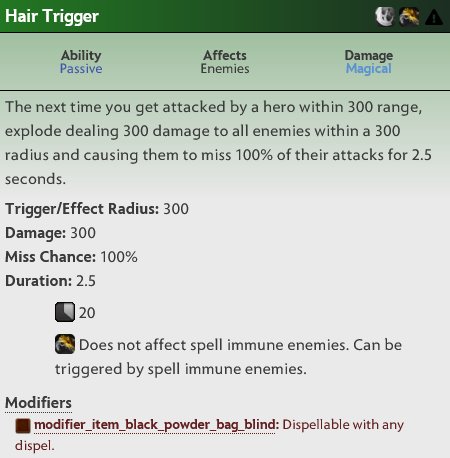 Hair Trigger
Ability Affects Damage
Passive Enemies Magical
The next time you get attacked by a hero within 300 range,
explode dealing 300 damage to all enemies within a 300
radius and causing them to miss 100% of their attacks for 2.5
seconds.
Trigger/Effect Radius: 300
Damage: 300
Miss Chance: 100%
Duration: 2.5
20
Does not affect spell immune enemies. Can be
triggered by spell immune enemies.
Modifiers
modifier_item_black_powder_bag_blind: Dispellable with any
dispel.